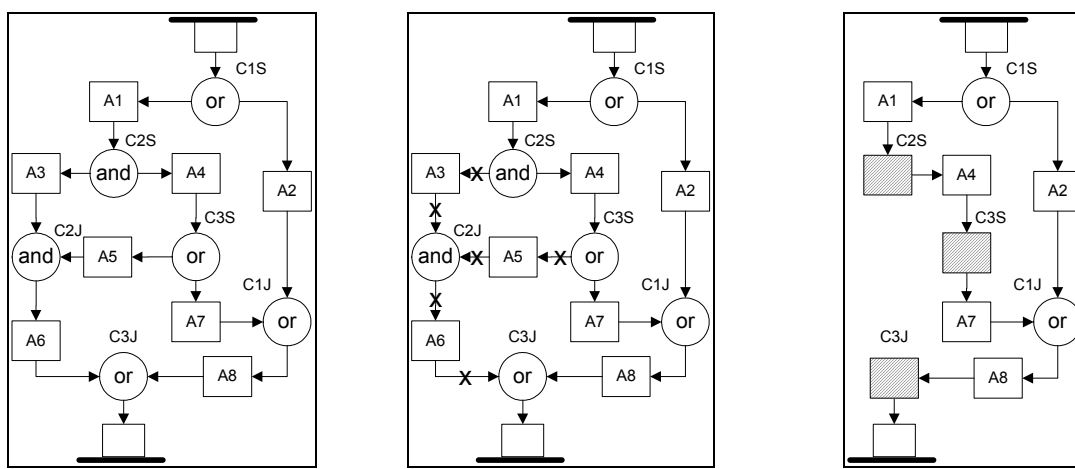 C1S
A1
or
C2S
A3
and
A4
A2
C3S
C2J
and
A5
or
C1J
A6
A7
or
C3J
or
A8
C1S
A1
or
C2S
A3
X
and
A4
A2
X
C3S
C2J
and
X
A5
X
or
X
C1J
A6
A7
or
C3J
X
or
A8
C1S
A1
or
C2S
A4
A2
C3S
C1J
A7
or
C3J
A8